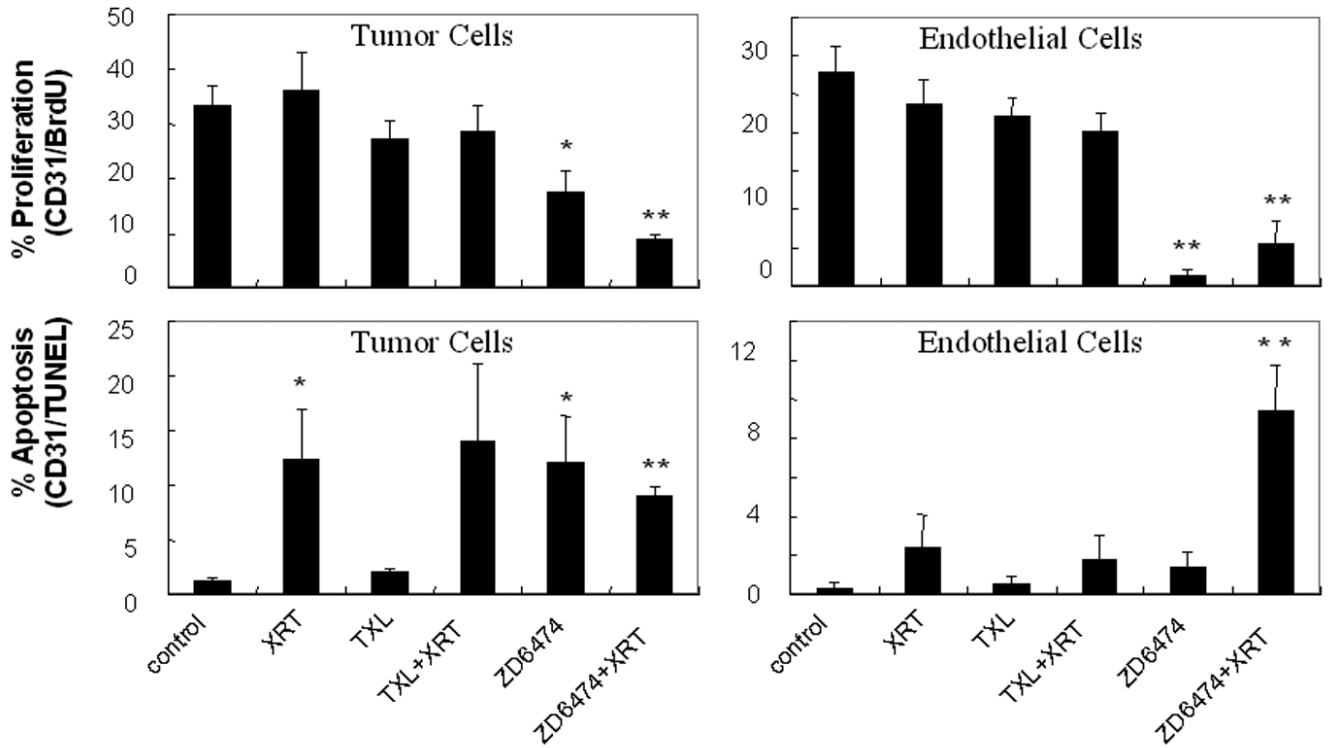 % Proliferation
(CD31/BrdU)
50
40
30
20
10
0
Tumor Cells
*
**
30
20
10
0
Endothelial Cells
**
**
% Apoptosis
(CD31/TUNEL)
25
20
15
10
5
0
Tumor Cells
*
*
**
control
XRT
TXL
TXL+XRT
ZD6474
ZD6474+XRT
12
8
4
0
Endothelial Cells
**
control
XRT
TXL
TXL+XRT
ZD6474
ZD6474+XRT